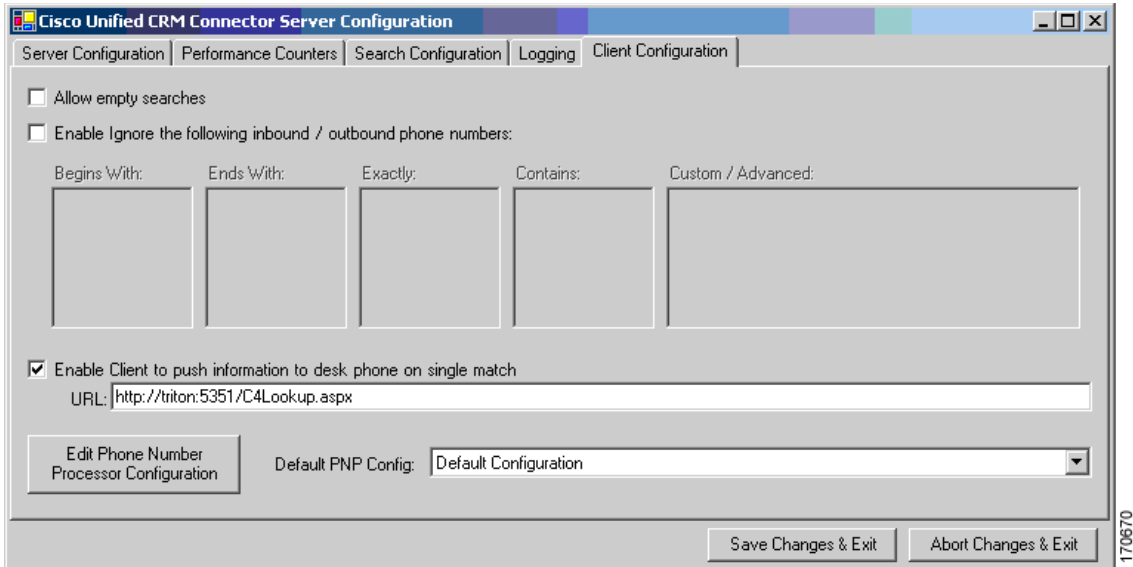 Cisco Unified CRM Connector Server Configuration
Server Configuration Performance Counters Search Configuration Logging Client Configuration
Allow empty searches
Enable Ignore the following inbound / outbound phone numbers:
Begins With: Ends With: Exactly: Contains: Custom / Advanced:
Enable Client to push information to desk phone on single match
URL: http://triton:5351/C4Lookup.aspx
Edit Phone Number
Processor Configuration
Default PNP Config: Default Configuration
Save Changes & Exit Abort Changes & Exit
170670